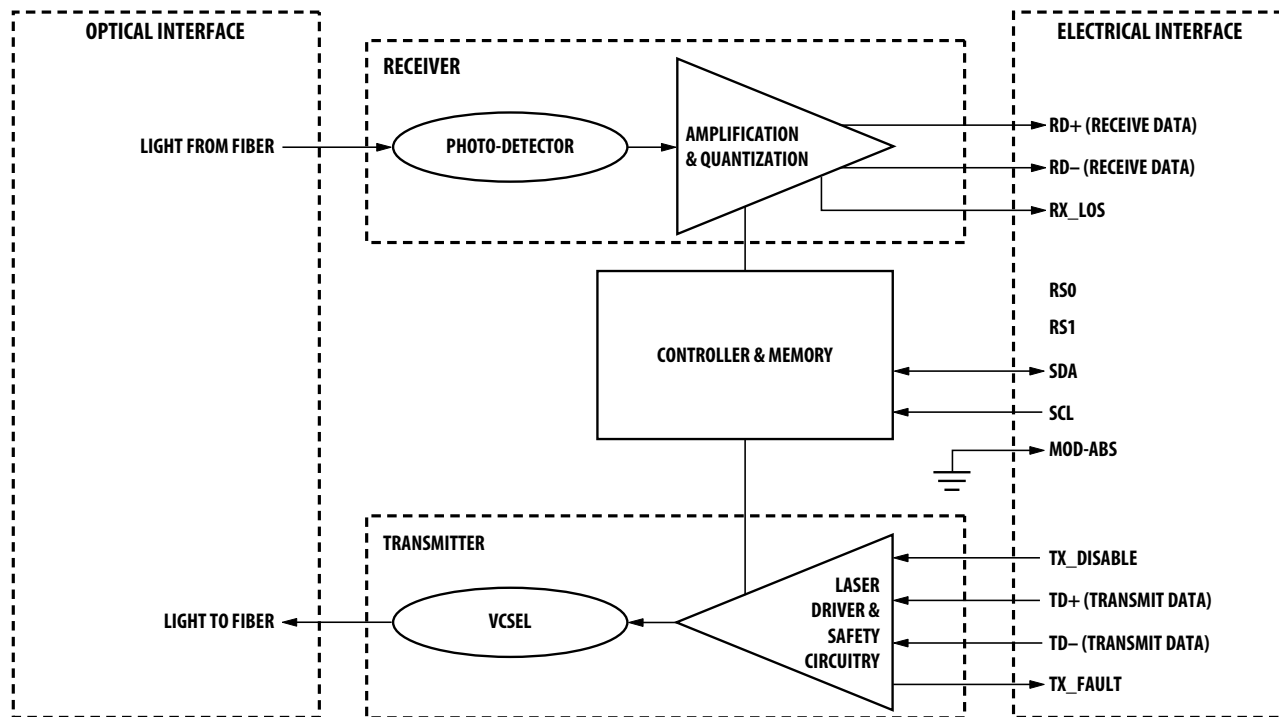 OPTICAL INTERFACE
ELECTRICAL INTERFACE
RECEIVER
LIGHT FROM FIBER
PHOTO-DETECTOR
AMPLIFICATION
& QUANTIZATION
RD+ (RECEIVE DATA)
RD– (RECEIVE DATA)
RX_LOS
RS0
RS1
CONTROLLER & MEMORY
SDA
SCL
MOD-ABS
TRANSMITTER
LIGHT TO FIBER
VCSEL
LASER
DRIVER &
SAFETY
CIRCUITRY
TX_DISABLE
TD+ (TRANSMIT DATA)
TD– (TRANSMIT DATA)
TX_FAULT